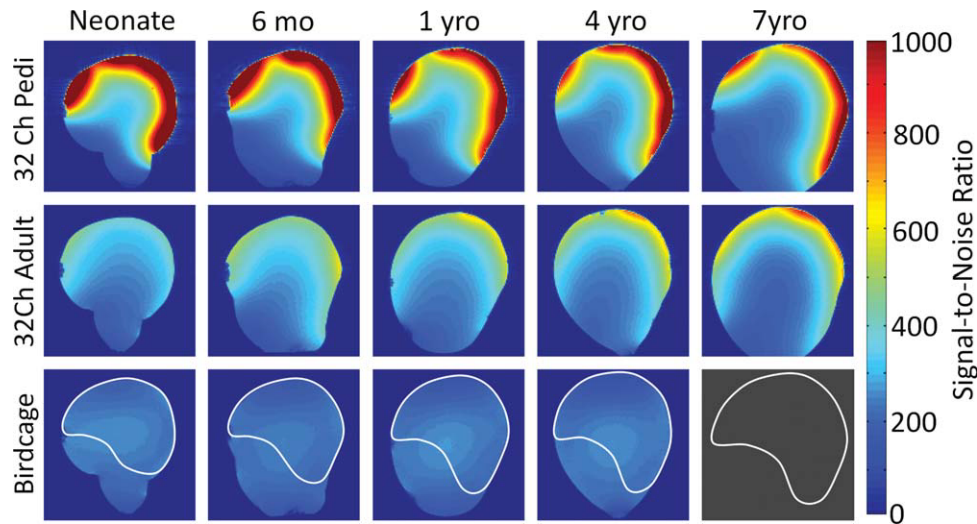 Neonate 6 mo 1 yro 4 yro 7yro
32 Ch Pedi
32Ch Adult
Birdcage
1000
800
600
400
200
0
Signal-to-Noise Ratio